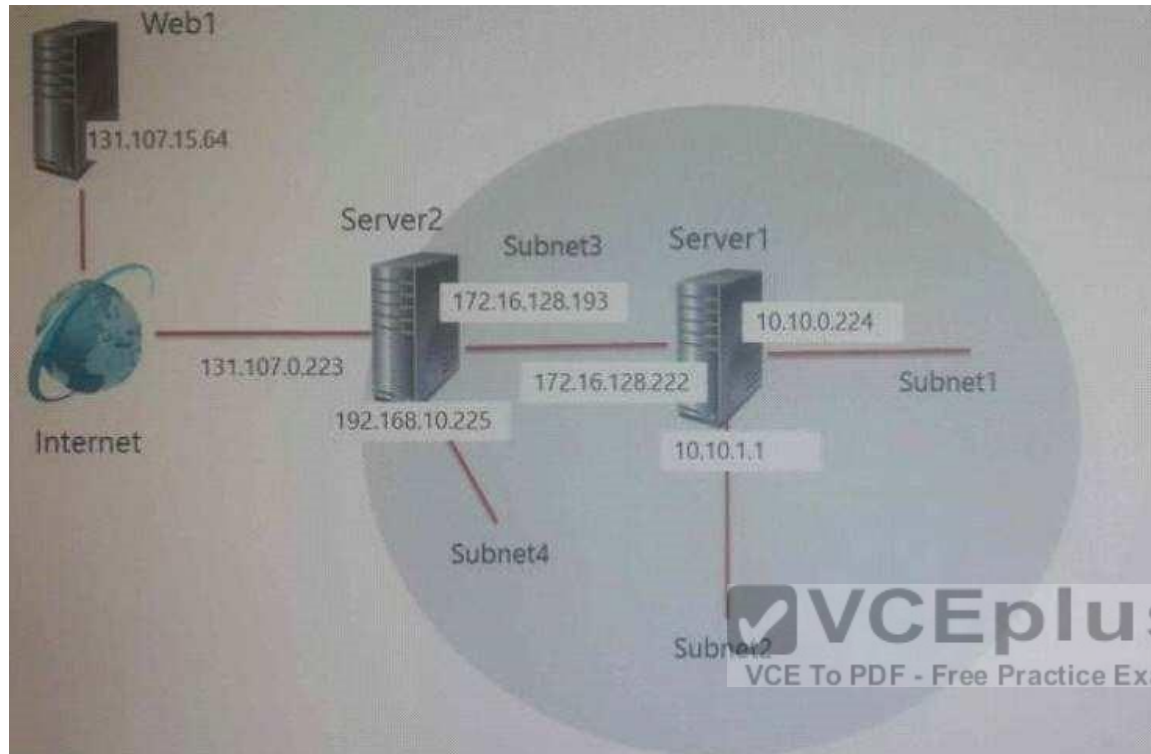 Web1
131.107.15.64
Server2
Subnet3
Server1
172.16.128.193
10.10.0.224
131.107.0.223
172.16.128.222
Subnet1
192.168.10.225
Internet
10.10.1.1
Subnet4
Subnet2
VCEplus
VCE To PDF - Free Practice Exa